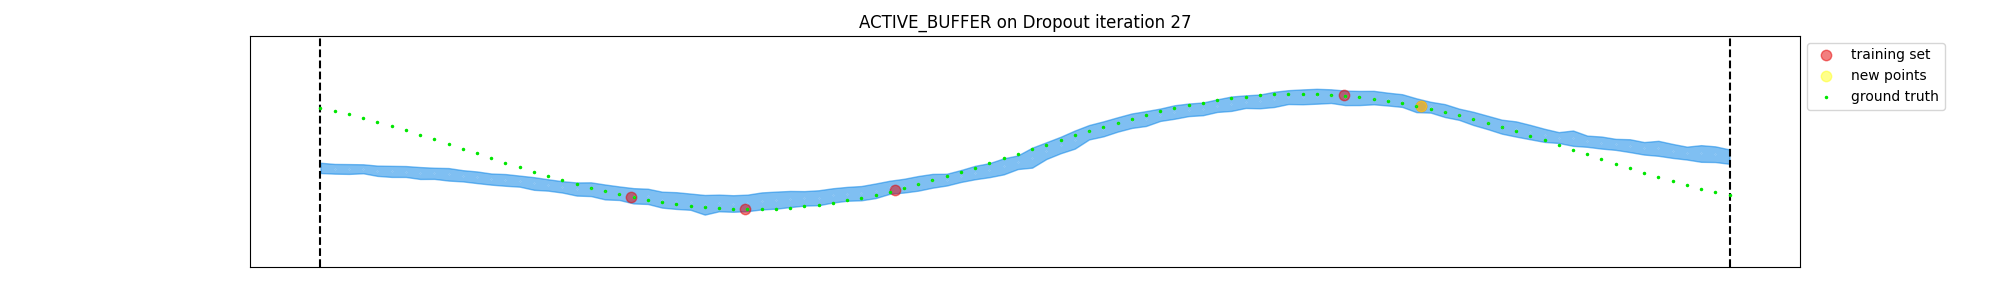 ACTIVE_BUFFER on Dropout iteration 27
training set
new points
ground truth